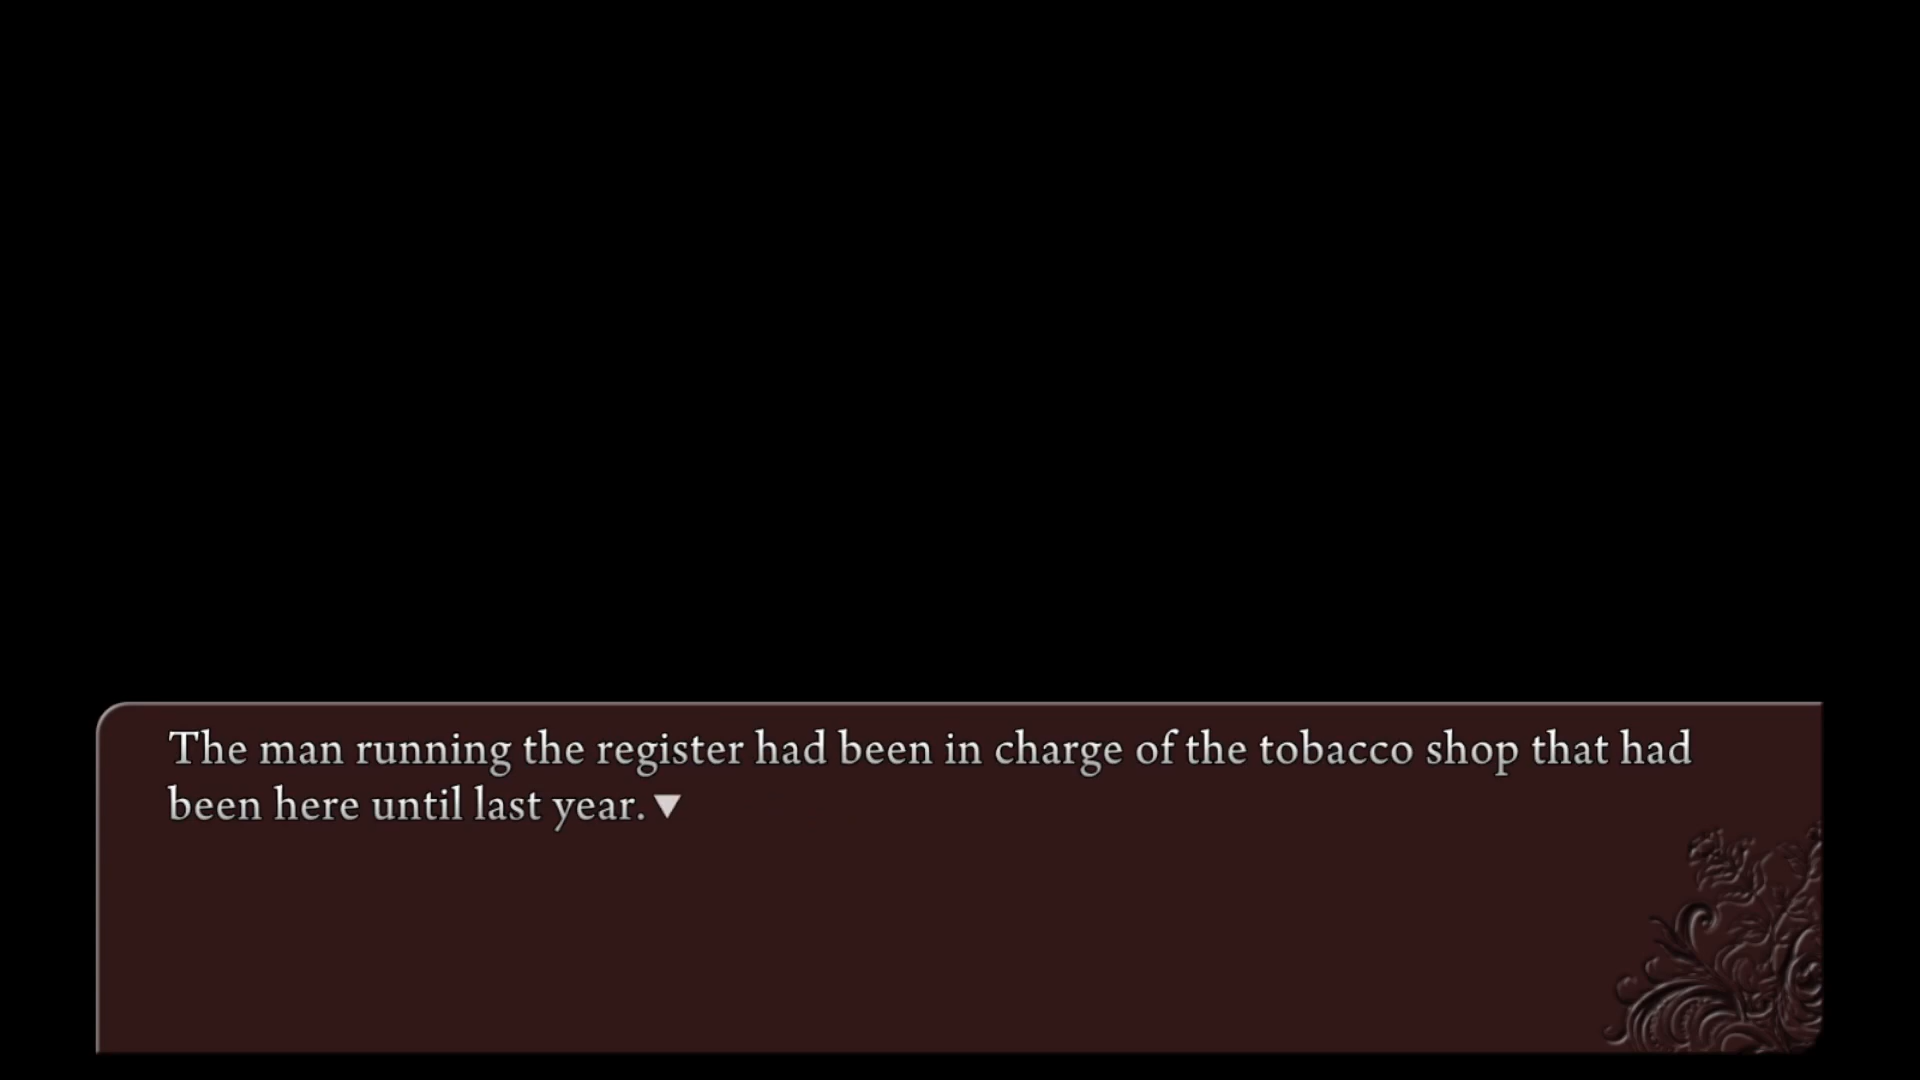 The man running the register had been in charge of the tobacco shop that had
been here until last year.